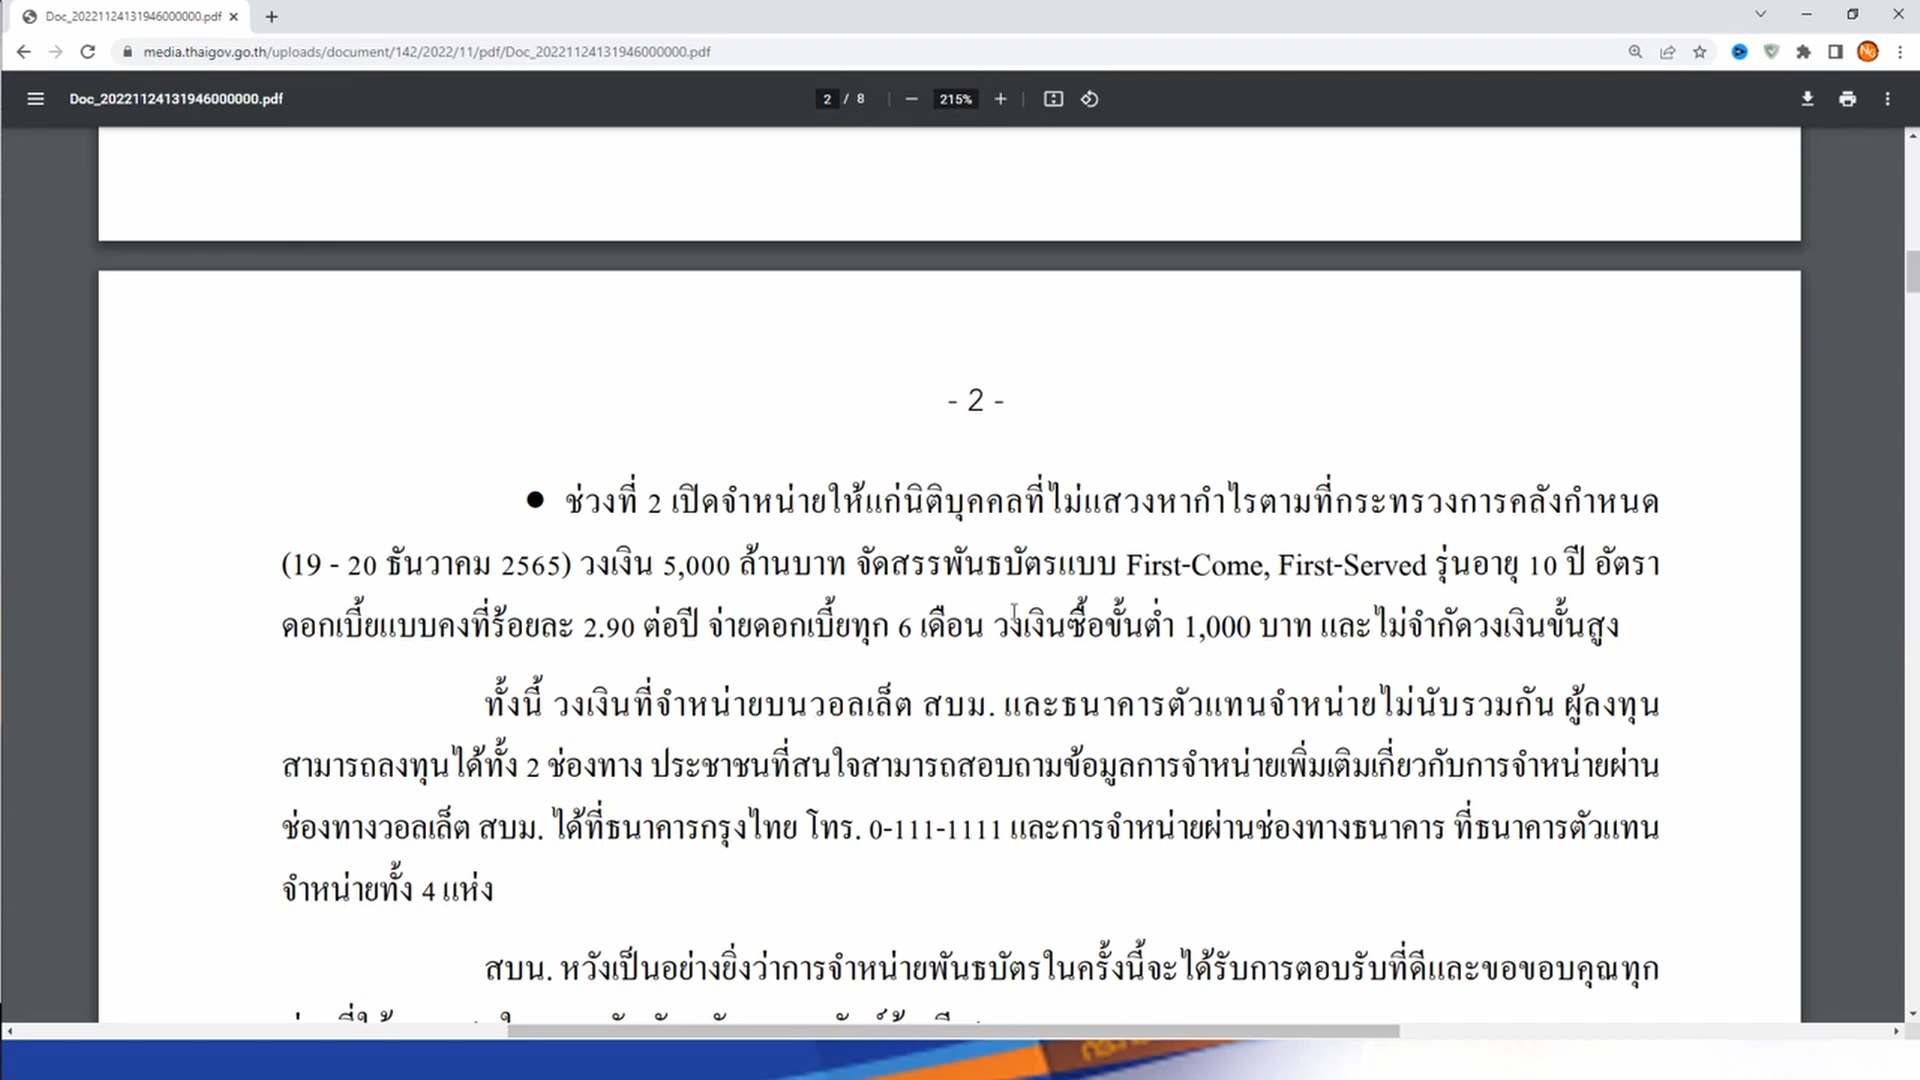 Doc_20221124131946000000.pdf
media.thaigov.go.th/uploads/document/142/2022/11/pdf/Doc_20221124131946000000.pdf
NG
Doc_20221124131946000000.pdf
2 / 8
215%
- 2 -
● ช่วงที่ 2 เปิดจำหน่ายให้แก่นิติบุคคลที่ไม่แสวงหากำไรตามที่กระทรวงการคลังกำหนด
(19 - 20 ธันวาคม 2565) วงเงิน 5,000 ล้านบาท จัดสรรพันธบัตรแบบ First-Come, First-Served รุ่นอายุ 10 ปี อัตรา
ดอกเบี้ยแบบคงที่ร้อยละ 2.90 ต่อปี จ่ายดอกเบี้ยทุก 6 เดือน วงเงินซื้อขั้นต่ำ 1,000 บาท และไม่จำกัดวงเงินขั้นสูง
ทั้งนี้ วงเงินที่จำหน่ายบนวอลเล็ต สบม. และธนาคารตัวแทนจำหน่ายไม่นับรวมกัน ผู้ลงทุน
สามารถลงทุนได้ทั้ง 2 ช่องทาง ประชาชนที่สนใจสามารถสอบถามข้อมูลการจำหน่ายเพิ่มเติมเกี่ยวกับการจำหน่ายผ่าน
ช่องทางวอลเล็ต สบม. ได้ที่ธนาคารกรุงไทย โทร. 0-111-1111 และการจำหน่ายผ่านช่องทางธนาคาร ที่ธนาคารตัวแทน
จำหน่ายทั้ง 4 แห่ง
สบน. หวังเป็นอย่างยิ่งว่าการจำหน่ายพันธบัตรในครั้งนี้จะได้รับการตอบรับที่ดีและขอขอบคุณทุก